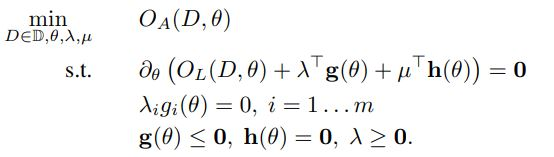 min D∈𝔻,θ,λ,μ O_A(D, θ)
s.t. ∂_θ (O_L(D, θ) + λ^⊤g(θ) + μ^⊤h(θ)) = 0
λ_i g_i(θ) = 0, i = 1 . . . m
g(θ) ≤ 0, h(θ) = 0, λ ≥ 0.